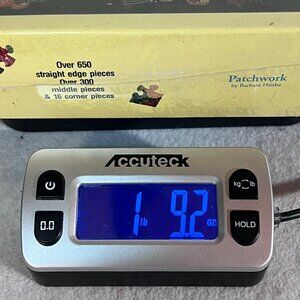 Over 650
straight edge pieces
Over 300
middle pieces
& 16 corner pieces
Patchwork
by Barbara Henba
Accuteck
1 lb 9.2 oz
kg lb
0.0
HOLD